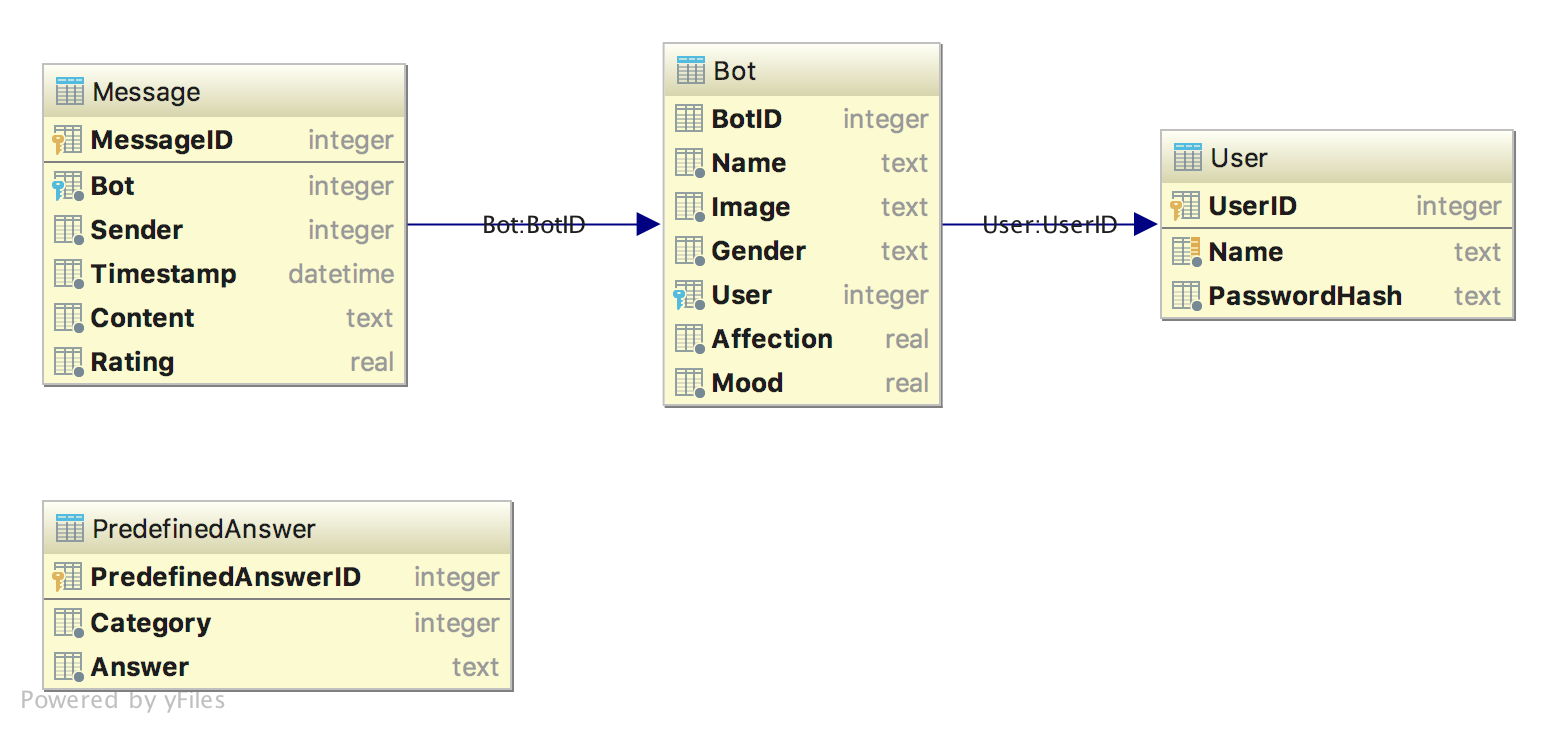 Message
MessageID integer
Bot integer
Sender integer
Timestamp datetime
Content text
Rating real
Bot:BotID
Bot
BotID integer
Name text
Image text
Gender text
User integer
Affection real
Mood real
User:UserID
User
UserID integer
Name text
PasswordHash text
PredefinedAnswer
PredefinedAnswerID integer
Category integer
Answer text
Powered by yFiles